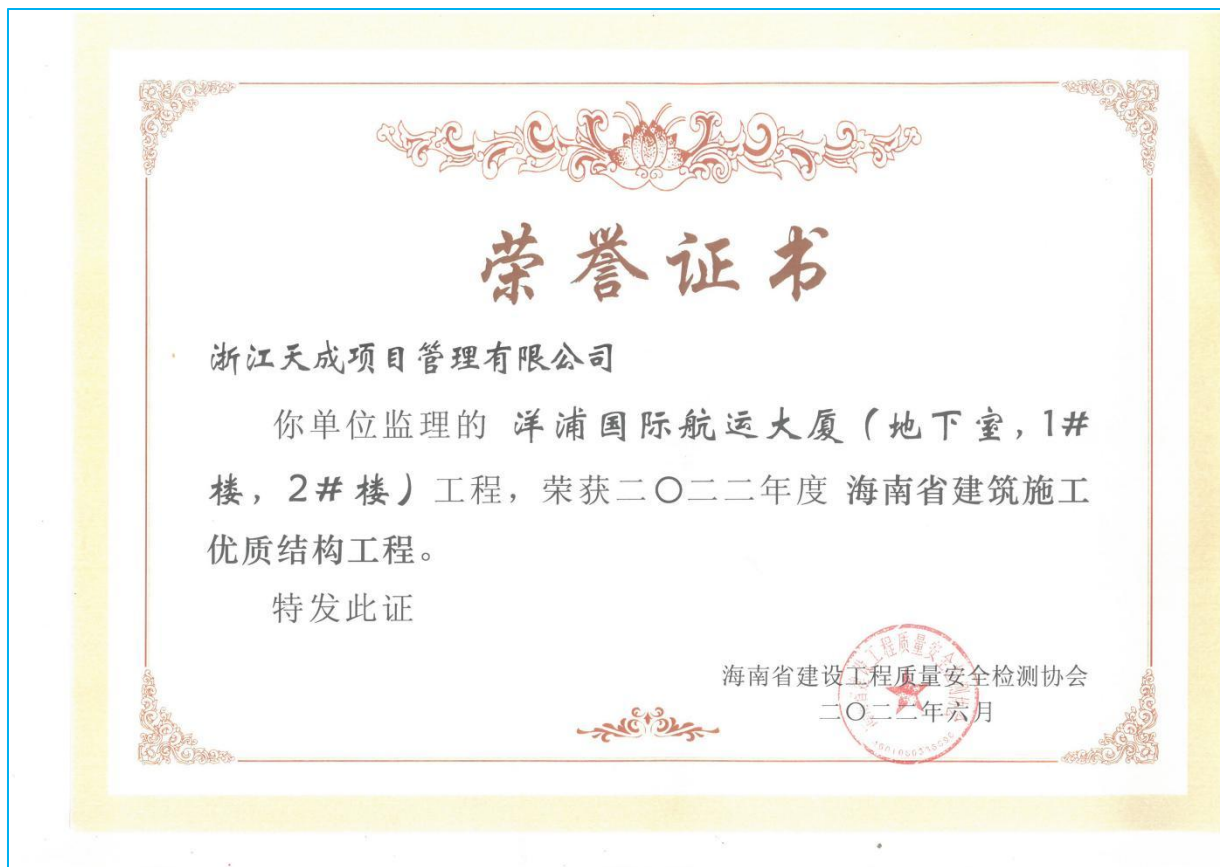 荣誉证书
浙江天成项目管理有限公司
你单位监理的 洋浦国际航运大厦（地下室，1#
楼，2#楼）工程，荣获二〇二二年度 海南省建筑施工
优质结构工程。
特发此证
海南省建设工程质量安全检测协会
二〇二二年六月